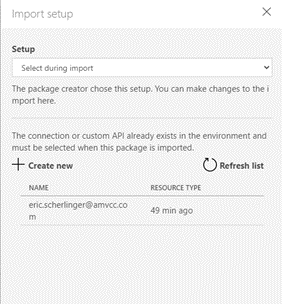 Import setup
Setup
Select during import
The package creator chose this setup. You can make changes to the i
mport here.
The connection or custom API already exists in the environment and
must be selected when this package is imported.
Create new
Refresh list
NAME
RESOURCE TYPE
eric.scherlinger@amvcc.co
m
49 min ago